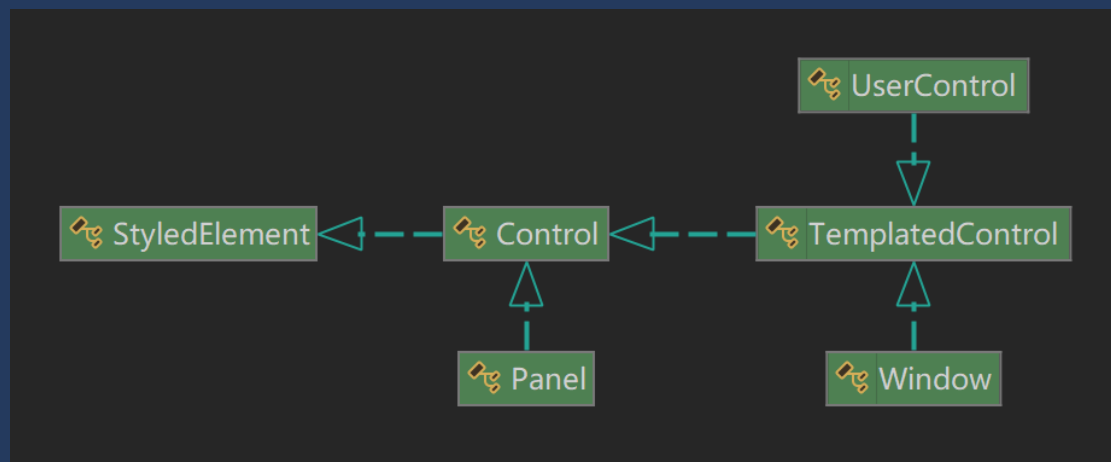 UserControl
StyledElement
Control
TemplatedControl
Panel
Window